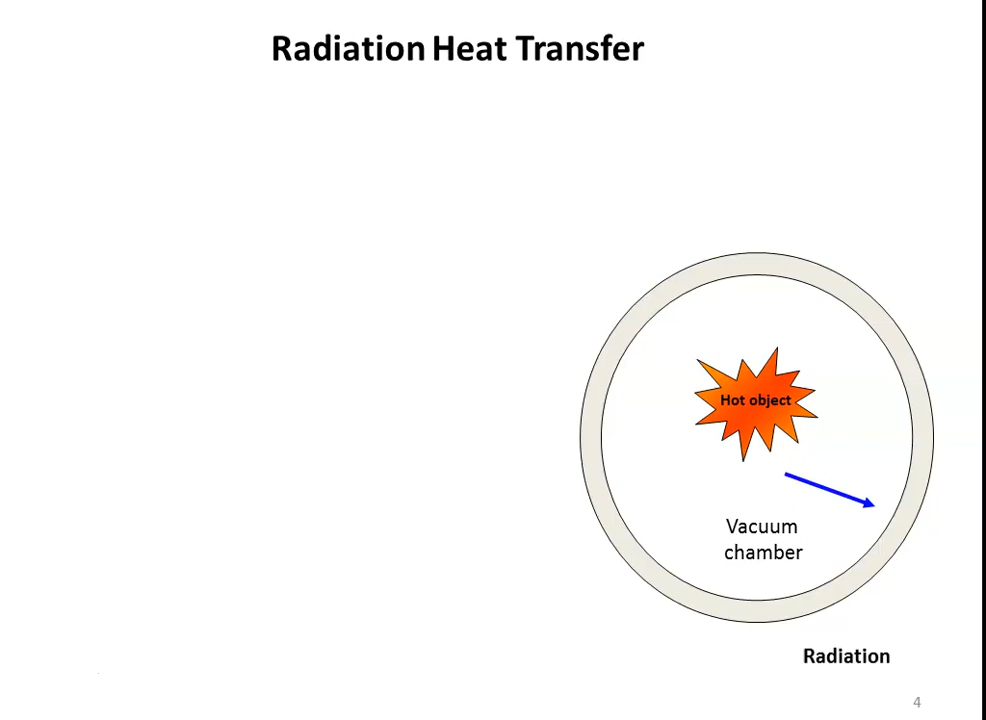 Radiation Heat Transfer
Hot object
Vacuum
chamber
Radiation
4